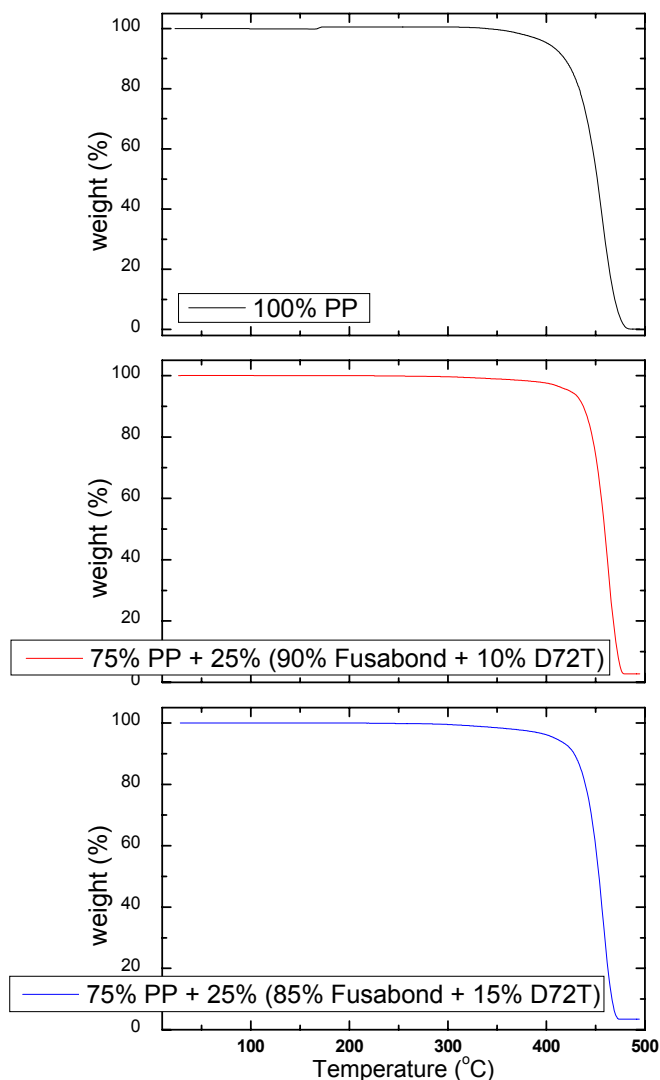 100
80
60
40
20
0
weight (%)
100% PP
100
80
60
40
20
0
weight (%)
75% PP + 25% (90% Fusabond + 10% D72T)
100
80
60
40
20
0
weight (%)
75% PP + 25% (85% Fusabond + 15% D72T)
100 200 300 400 500
Temperature (°C)